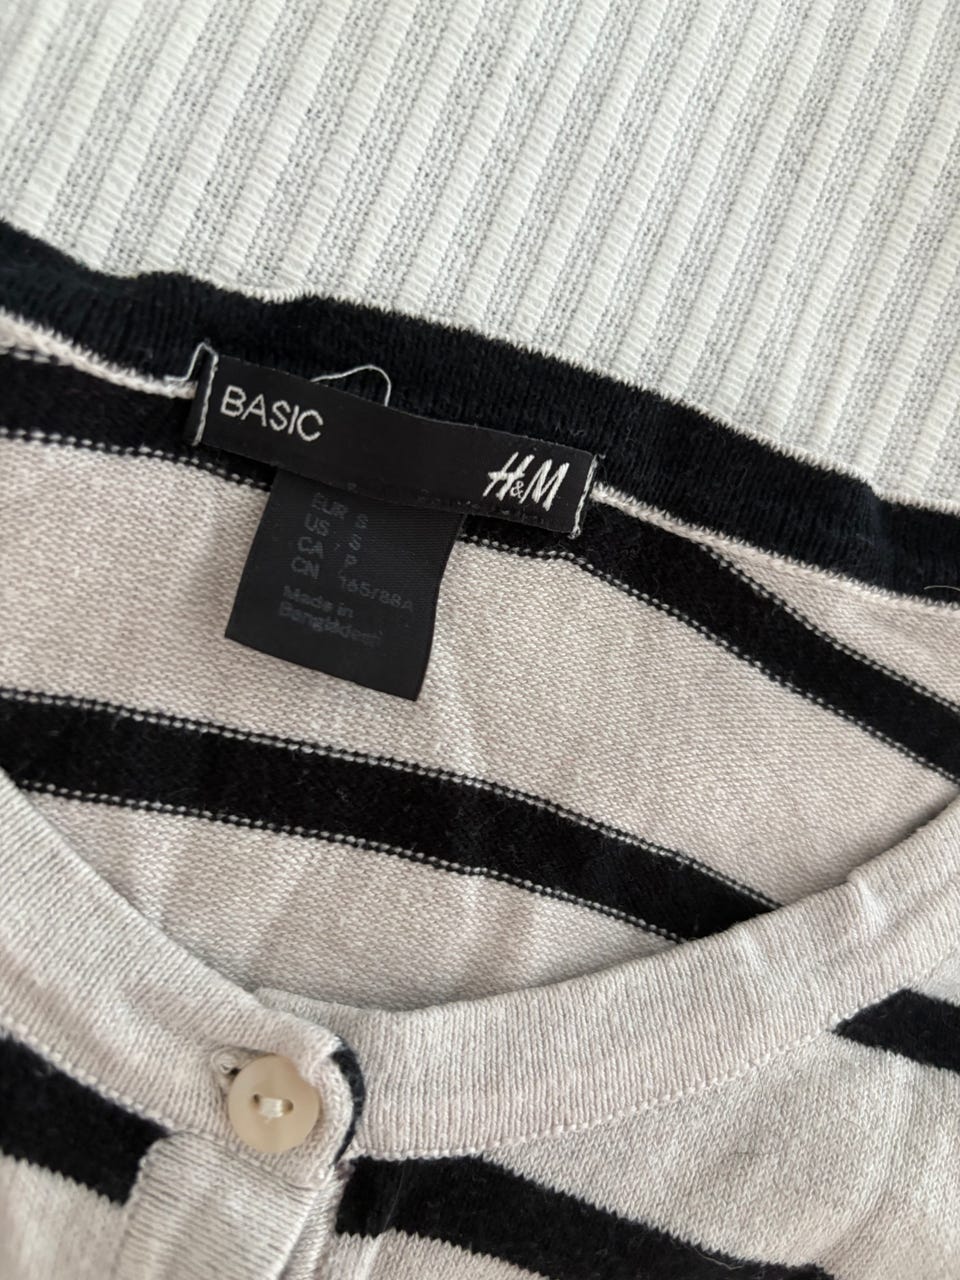 BASIC
H&M
EUR S
US S
CA P
CN 165/88A
Made in
Bangladesh